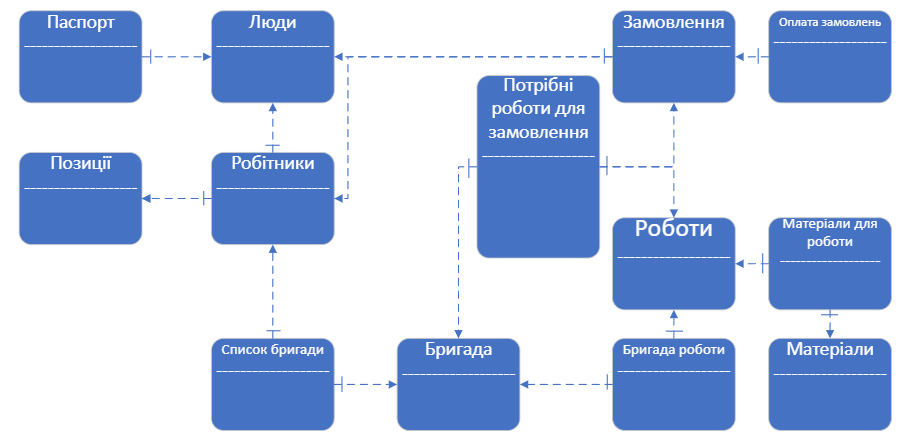 Паспорт
Люди
Замовлення
Оплата замовлень
Потрібні
роботи для
замовлення
Позиції
Робітники
Роботи
Матеріали для
роботи
Список бригади
Бригада
Бригада роботи
Матеріали